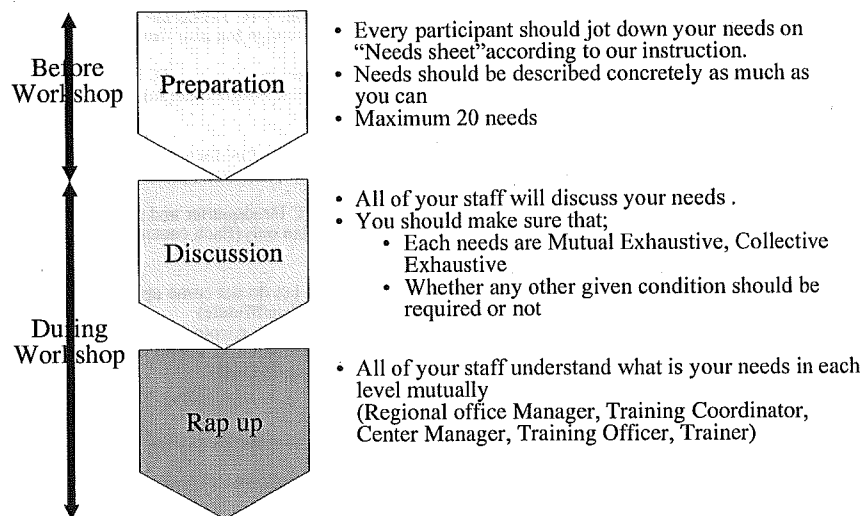 Before
Workshop
Preparation
• Every participant should jot down your needs on
"Needs sheet"according to our instruction.
• Needs should be described concretely as much as
you can
• Maximum 20 needs
During
Workshop
Discussion
• All of your staff will discuss your needs .
• You should make sure that;
• Each needs are Mutual Exhaustive, Collective
Exhaustive
• Whether any other given condition should be
required or not
Rap up
• All of your staff understand what is your needs in each
level mutually
(Regional office Manager, Training Coordinator,
Center Manager, Training Officer, Trainer)